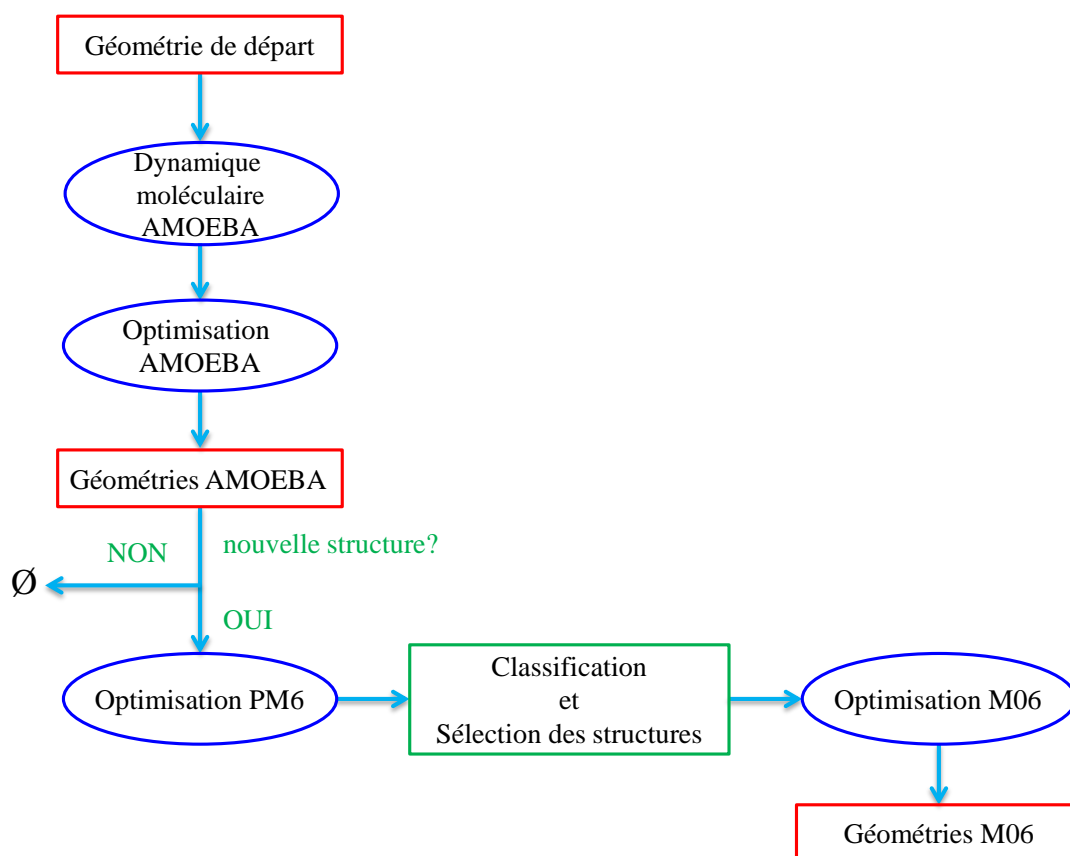 Géométrie de départ
Dynamique
moléculaire
AMOEBA
Optimisation
AMOEBA
Géométries AMOEBA
NON
nouvelle structure?
Ø
OUI
Optimisation PM6
Classification
et
Sélection des structures
Optimisation M06
Géométries M06